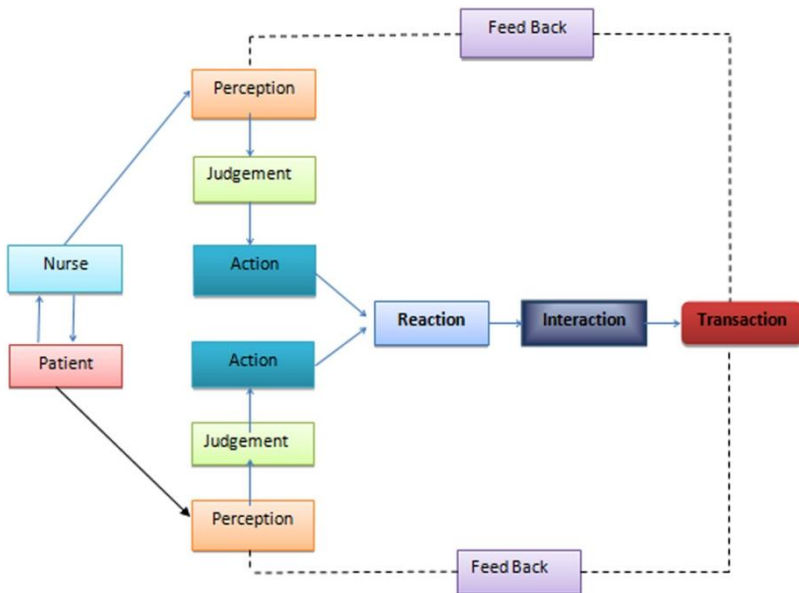 Feed Back
Perception
Judgement
Nurse
Action
Reaction
Interaction
Transaction
Patient
Action
Judgement
Perception
Feed Back